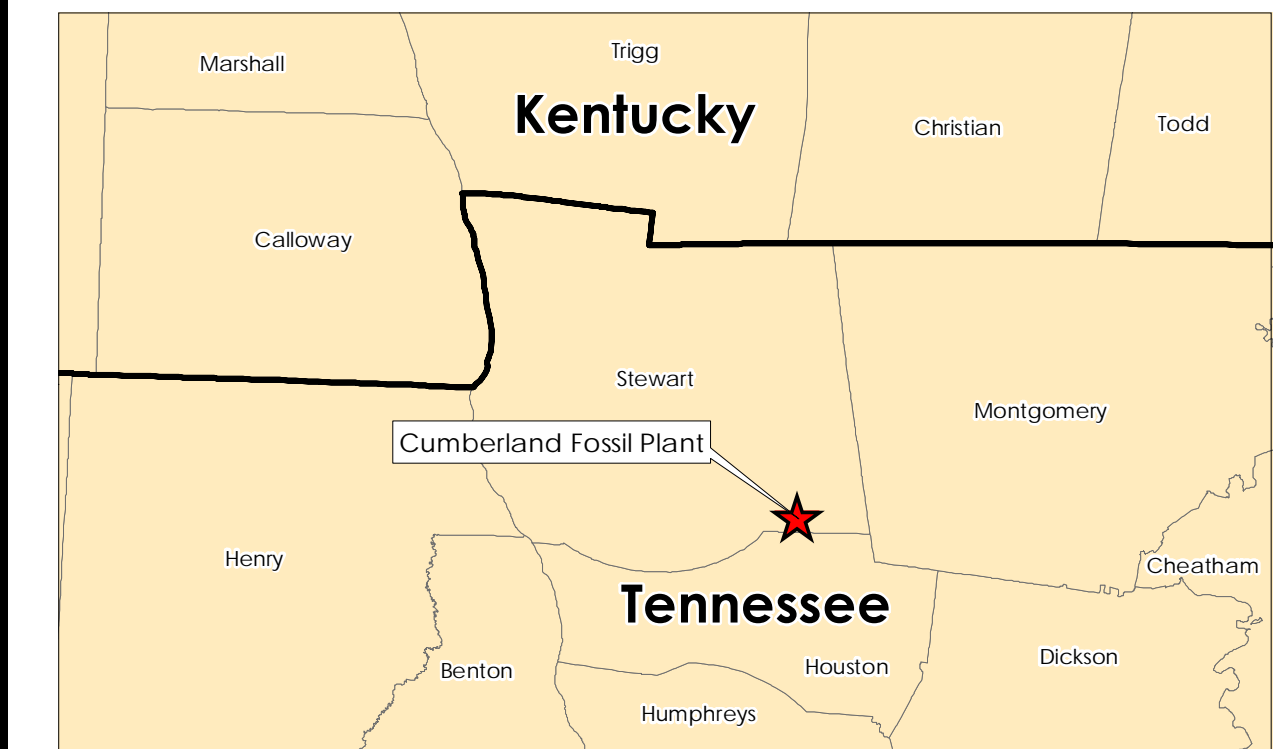 Trigg
Marshall
Kentucky
Christian
Todd
Calloway
Stewart
Montgomery
Cumberland Fossil Plant
Henry
Cheatham
Tennessee
Dickson
Houston
Benton
Humphreys